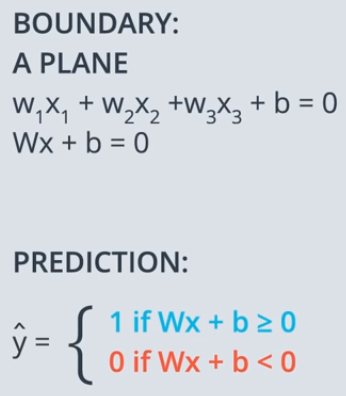 BOUNDARY:
A PLANE
w₁x₁ + w₂x₂ +w₃x₃ + b = 0
Wx + b = 0
PREDICTION:
ŷ = { 1 if Wx + b ≥ 0
0 if Wx + b < 0